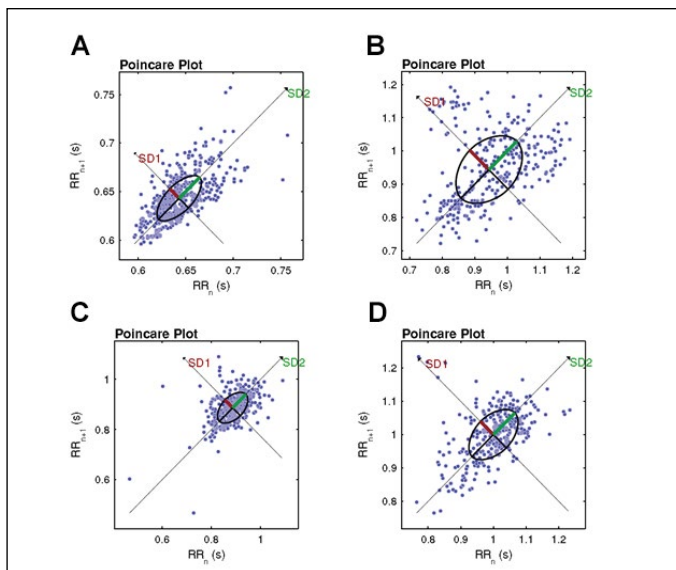 A
Poincare Plot
0.75
0.7
0.65
0.6
RRn+1 (s)
SD1
SD2
0.6 0.65 0.7 0.75
RRn (s)
B
Poincare Plot
1.2
1.1
1
0.9
0.8
0.7
RRn+1 (s)
SD1
SD2
0.7 0.8 0.9 1 1.1 1.2
RRn (s)
C
Poincare Plot
1
0.8
0.6
RRn+1 (s)
SD1
SD2
0.6 0.8 1
RRn (s)
D
Poincare Plot
1.2
1.1
1
0.9
0.8
RRn+1 (s)
SD1
SD2
0.8 0.9 1 1.1 1.2
RRn (s)